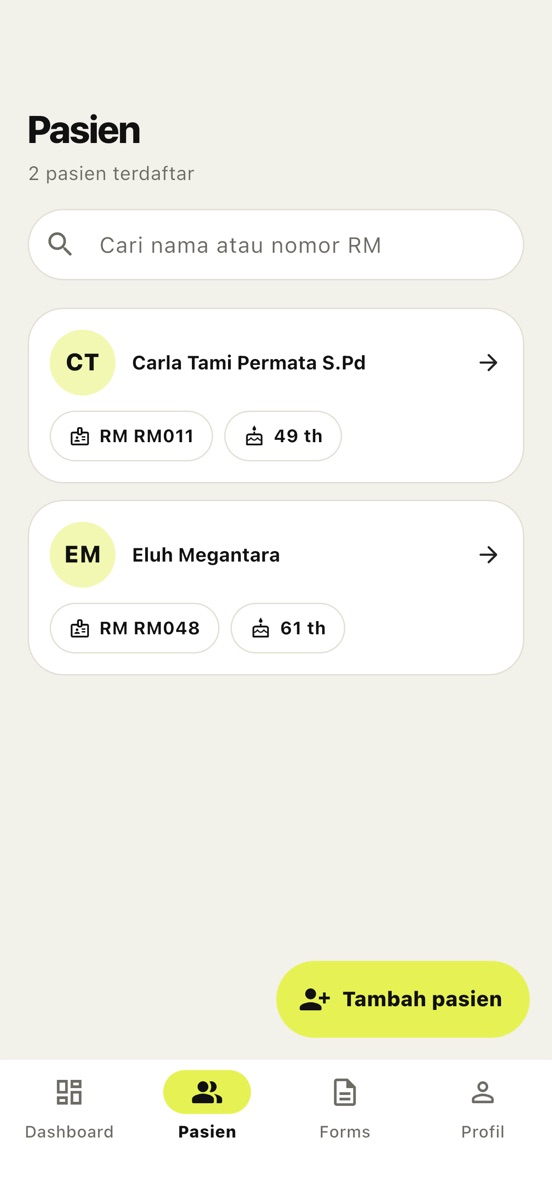 Pasien
2 pasien terdaftar
Cari nama atau nomor RM
CT
Carla Tami Permata S.Pd
RM RM011
49 th
EM
Eluh Megantara
RM RM048
61 th
Tambah pasien
Dashboard
Pasien
Forms
Profil